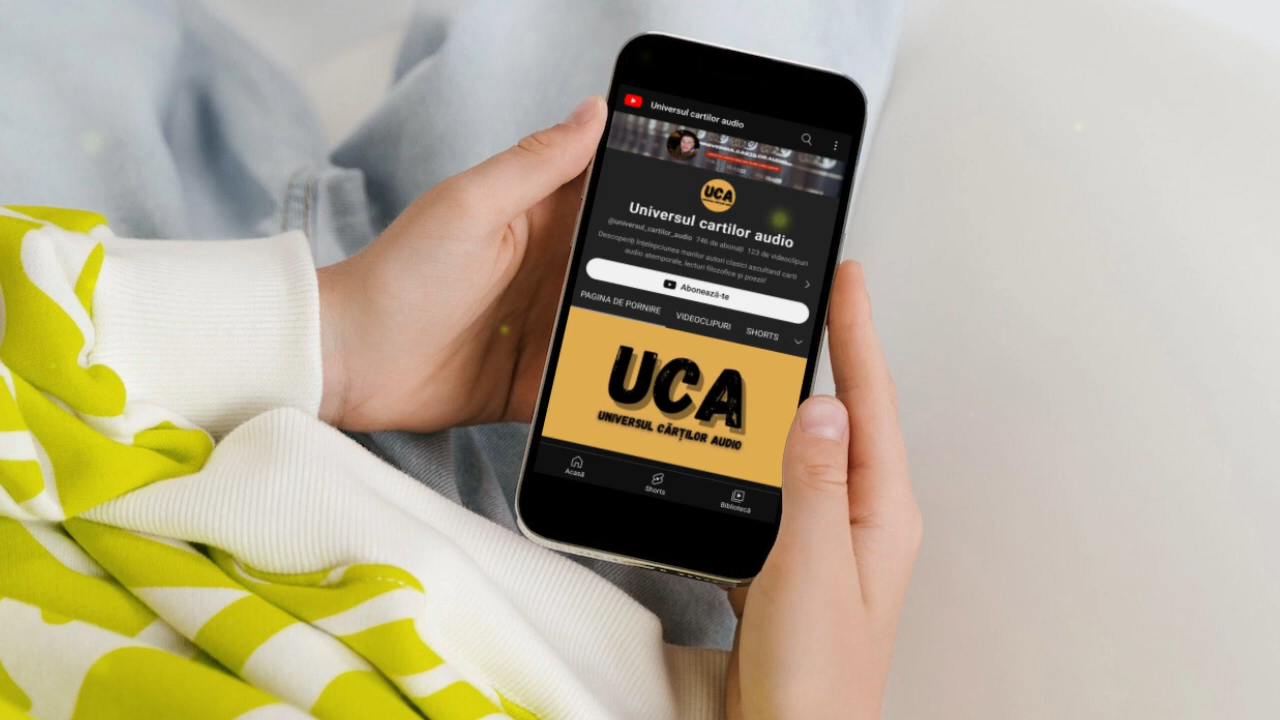 Universul cartilor audio
UCA
Universul cartilor audio
@universul_cartilor_audio 746 de abonați 123 de videoclipuri
Descoperiți înțelepciunea marilor autori clasici ascultand carti
audio atemporale, lecturi filozofice și poezii!
Abonează-te
PAGINA DE PORNIRE VIDEOCLIPURI SHORTS
UCA
UNIVERSUL CĂRȚILOR AUDIO
Acasă Shorts Bibliotecă